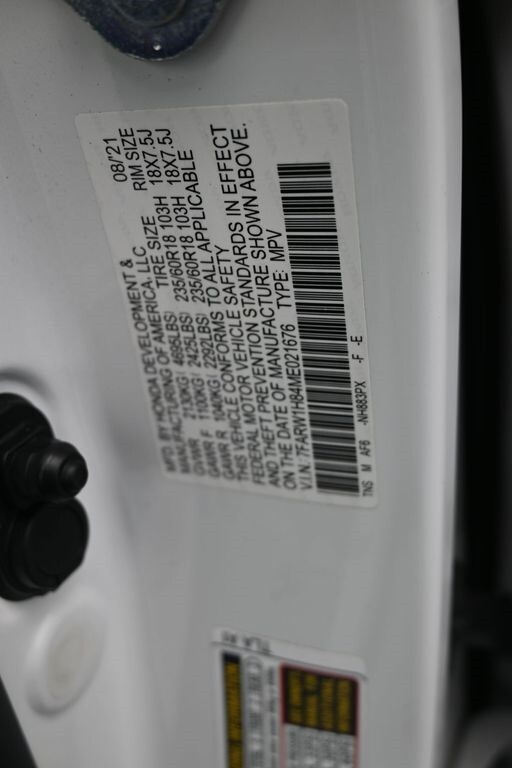 MFD. BY HONDA DEVELOPMENT & 08/'21
MANUFACTURING OF AMERICA, LLC
TIRE SIZE RIM SIZE
GVWR 2130KG (4695LBS) 235/60R18 103H 18X7.5J
GAWR F 1100KG (2425LBS) 235/60R18 103H 18X7.5J
GAWR R 1040KG (2292LBS) TO ALL APPLICABLE
THIS VEHICLE CONFORMS
FEDERAL MOTOR VEHICLE SAFETY
AND THEFT PREVENTION STANDARDS IN EFFECT
ON THE DATE OF MANUFACTURE SHOWN ABOVE.
V.I.N.: 7FARW1H84ME021676 TYPE: MPV
TNS M AF6 -NH883PX -F -E
TLA